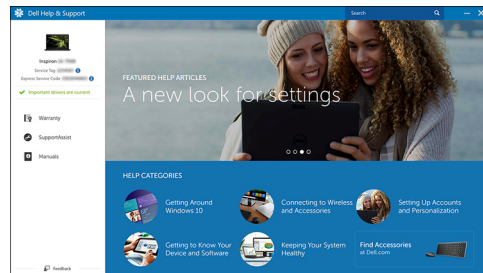 Dell Help & Support
Search
Inspiron
Service Tag
Express Service Code
Important drivers are current
Warranty
SupportAssist
Manuals
Feedback
FEATURED HELP ARTICLES
A new look for settings
HELP CATEGORIES
Getting Around
Windows 10
Connecting to Wireless
and Accessories
Setting Up Accounts
and Personalization
Getting to Know Your
Device and Software
Keeping Your System
Healthy
Find Accessories
at Dell.com